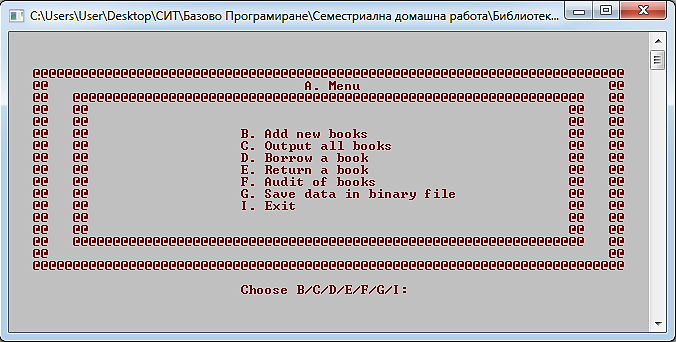 C:\Users\User\Desktop\СИТ\Базово Програмиране\Семестриална домашна работа\Библиотек...
A. Menu
B. Add new books
C. Output all books
D. Borrow a book
E. Return a book
F. Audit of books
G. Save data in binary file
I. Exit
Choose B/C/D/E/F/G/I: